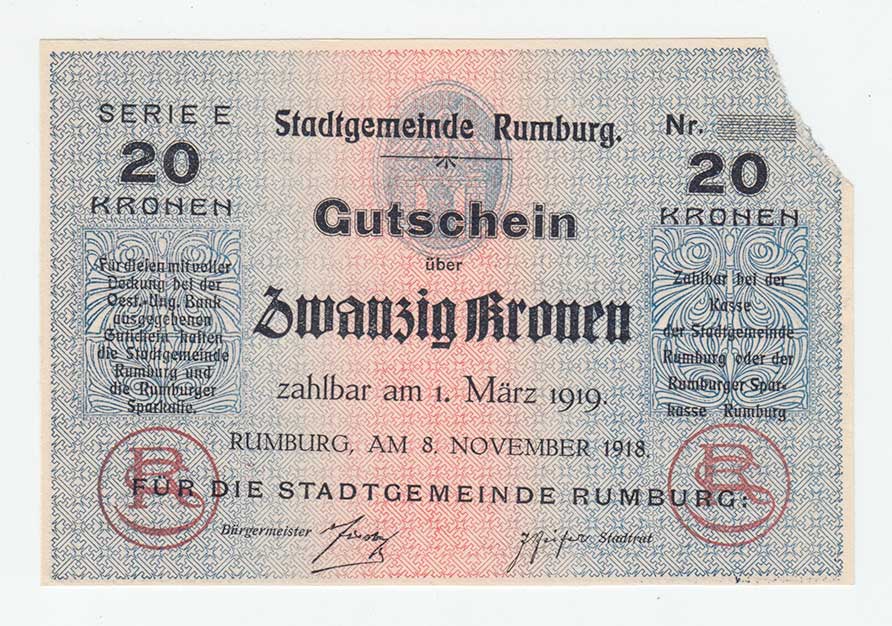 SERIE E
20
KRONEN
Stadtgemeinde Rumburg.
Nr.
20
KRONEN
Gutschein
über
Zwanzig Kronen
zahlbar am 1. März 1919.
Für diesen mit voller
Deckung bei der
Oest.-Ung. Bank
ausgegebenen
Gutschein haften
die Stadtgemeinde
Rumburg und
die Rumburger
Sparkasse.
Zahlbar bei der
Kasse
der Stadtgemeinde
Rumburg oder der
Rumburger Spar-
kasse Rumburg
RUMBURG, AM 8. NOVEMBER 1918.
FÜR DIE STADTGEMEINDE RUMBURG:
Bürgermeister
Stadtrat